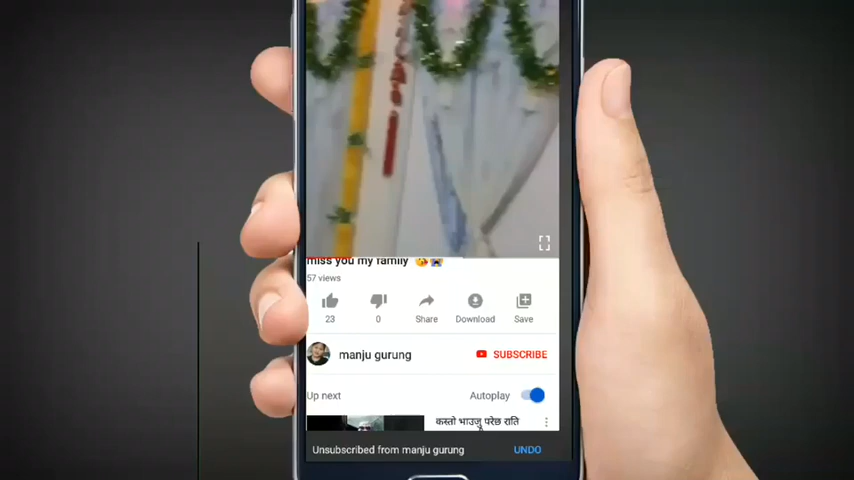 miss you my family
57 views
23
0
Share
Download
Save
manju gurung
SUBSCRIBE
Up next
Autoplay
कस्तो भाउजु परेछ राति
Unsubscribed from manju gurung
UNDO